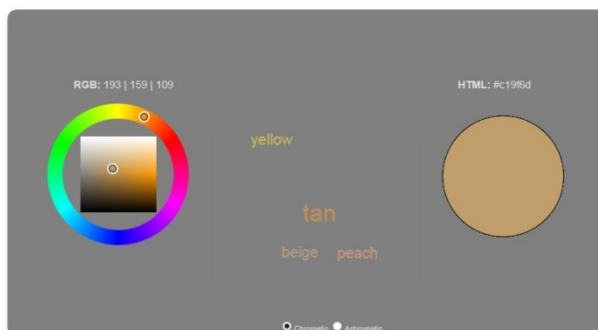 RGB: 193 | 159 | 109
HTML: #c19f6d
yellow
tan
beige peach
Chromatic Achromatic